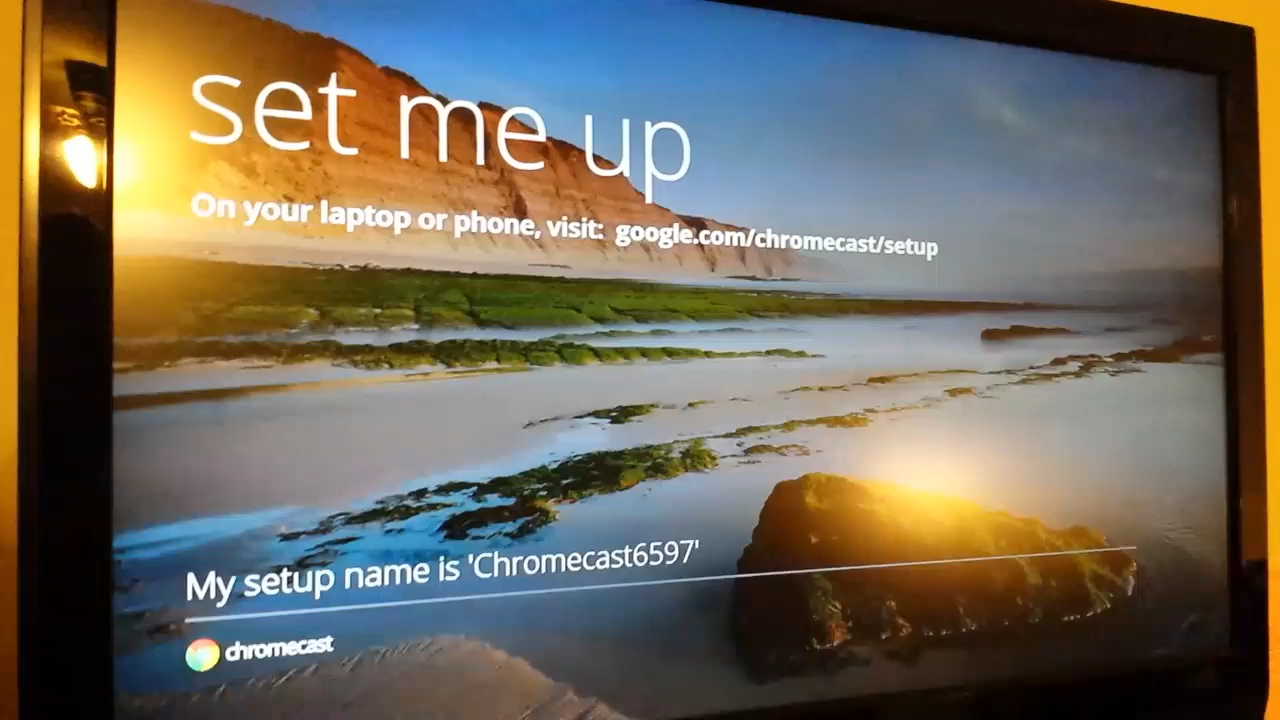 set me up
On your laptop or phone, visit: google.com/chromecast/setup
My setup name is 'Chromecast6597'
chromecast